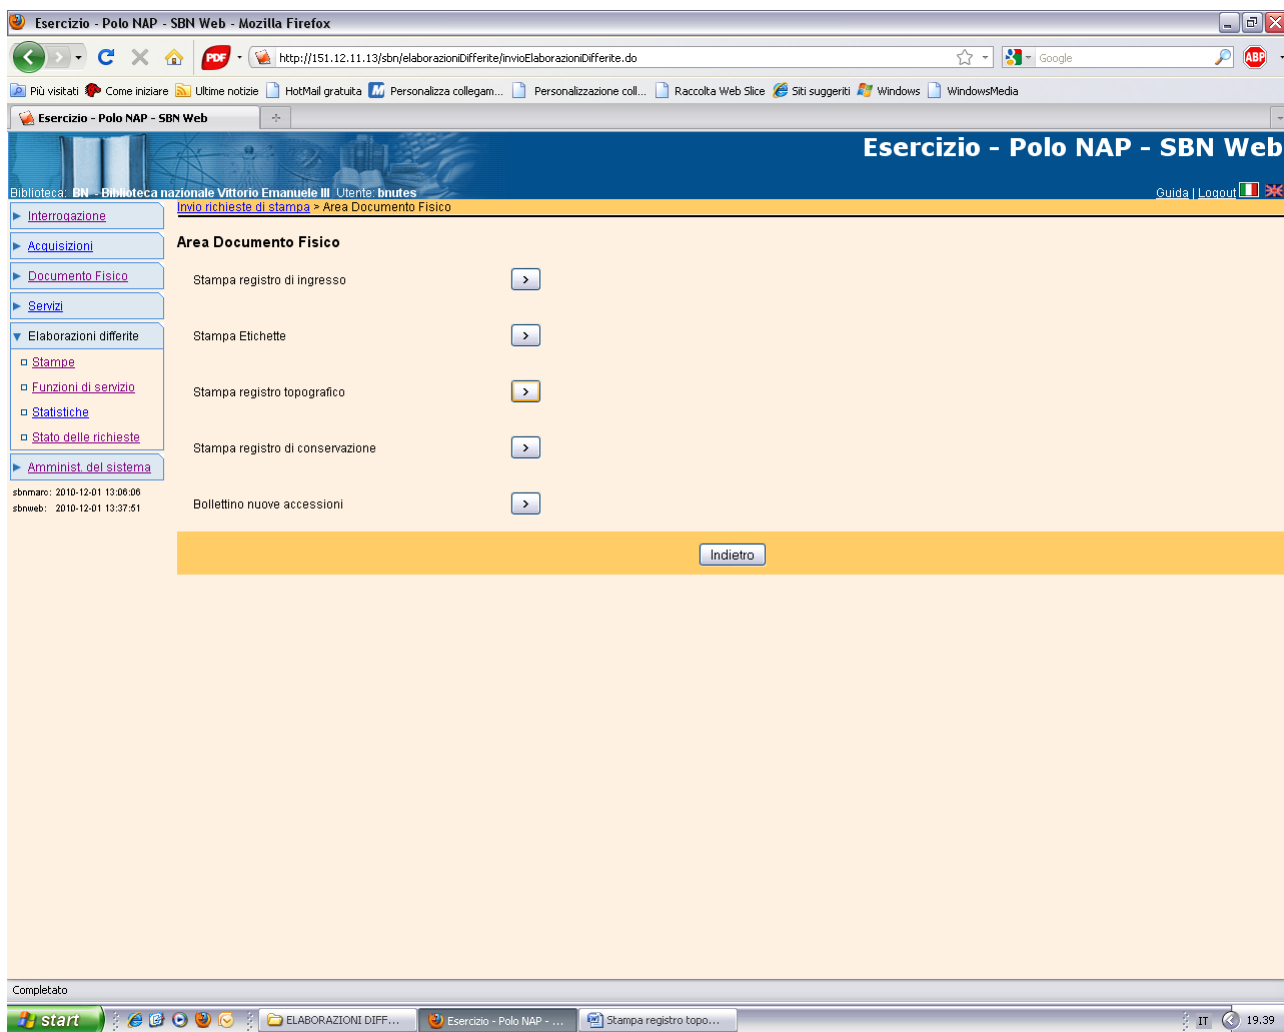 Esercizio - Polo NAP - SBN Web - Mozilla Firefox
PDF http://151.12.11.13/sbn/elaborazioniDifferite/invioElaborazioniDifferite.do Google ABP
Più visitati Come iniziare Ultime notizie HotMail gratuita Personalizza collegam... Personalizzazione coll... Raccolta Web Slice Siti suggeriti Windows WindowsMedia
Esercizio - Polo NAP - SBN Web
Esercizio - Polo NAP - SBN Web
Biblioteca: BN - Biblioteca nazionale Vittorio Emanuele III Utente: bnutes Guida | Logout
Invio richieste di stampa > Area Documento Fisico
Interrogazione
Acquisizioni
Documento Fisico
Servizi
Elaborazioni differite
Stampe
Funzioni di servizio
Statistiche
Stato delle richieste
Amminist. del sistema
sbnmarc: 2010-12-01 13:06:06
sbnweb: 2010-12-01 13:37:51
Area Documento Fisico
Stampa registro di ingresso >
Stampa Etichette >
Stampa registro topografico >
Stampa registro di conservazione >
Bollettino nuove accessioni >
Indietro
Completato
start ELABORAZIONI DIFF... Esercizio - Polo NAP - ... Stampa registro topo... IT 19.39